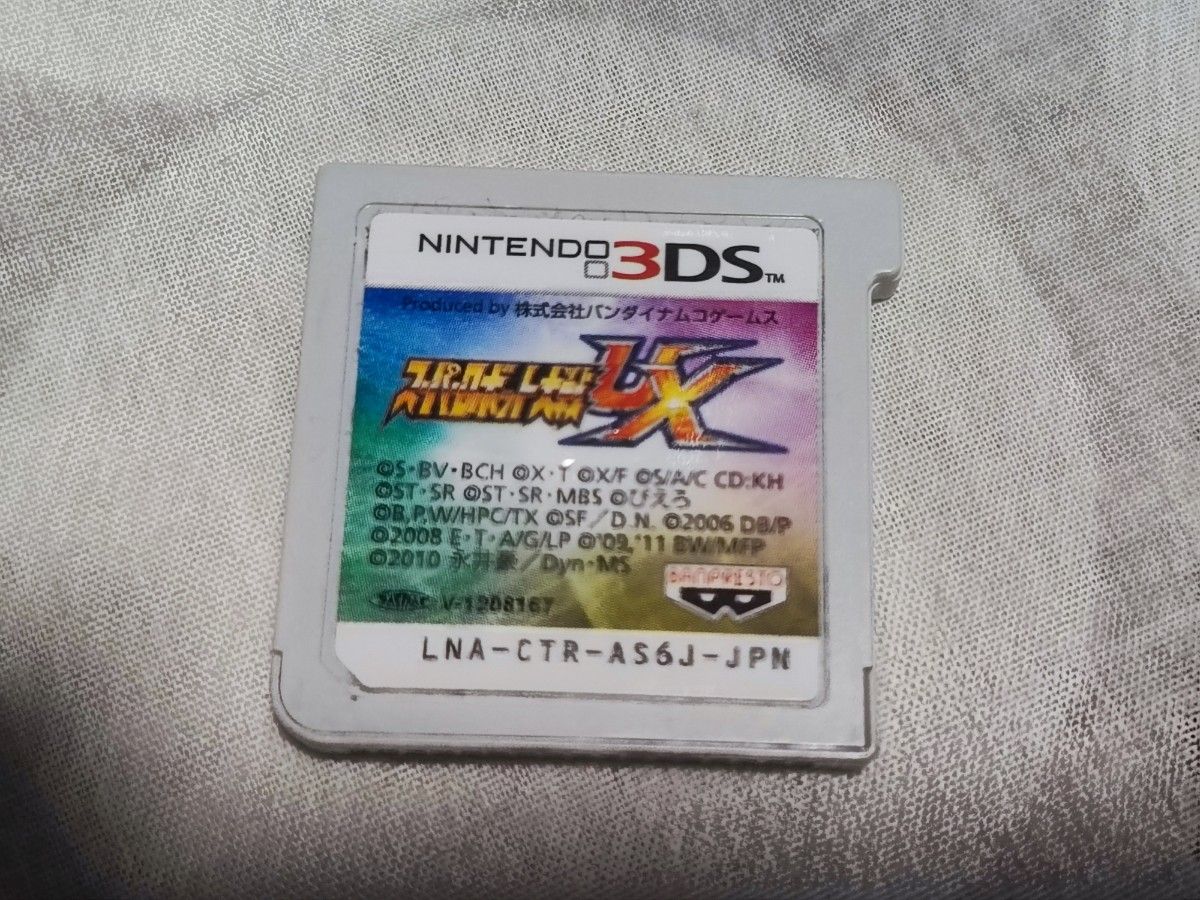 NINTENDO 3DS™
Produced by 株式会社バンダイナムコゲームス
スーパーロボット大戦 UX
©S・BV・BCH ©X・T ©X/F ©S/A/C CD:KH
©ST・SR ©ST・SR・MBS ©ぴえろ
©B.P.W/HPC/TX ©SF／D.N. ©2006 DB/P
©2008 E・T・A/G/LP ©'09,'11 BW/MFP
©2010 永井豪／Dyn・MS
BANPRESTO
V-1208167
LNA-CTR-AS6J-JPN